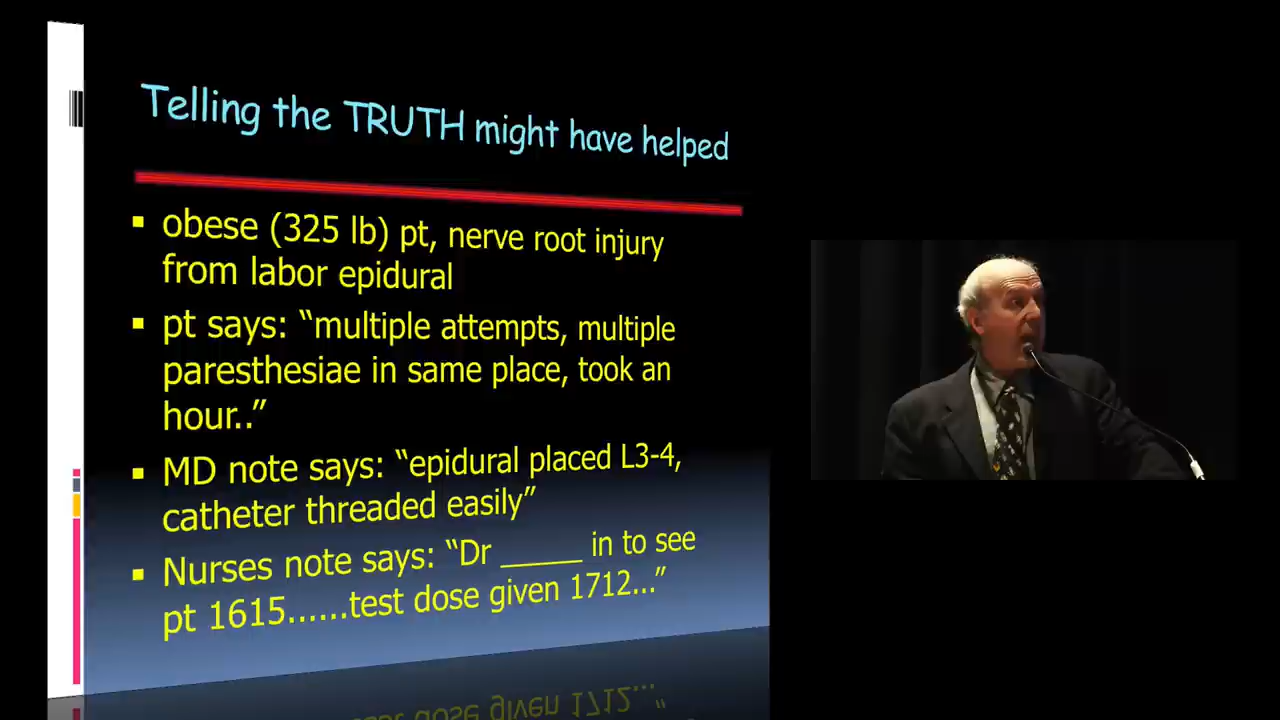 Telling the TRUTH might have helped
▪ obese (325 lb) pt, nerve root injury
from labor epidural
▪ pt says: “multiple attempts, multiple
paresthesiae in same place, took an
hour..”
▪ MD note says: “epidural placed L3-4,
catheter threaded easily”
▪ Nurses note says: “Dr _____ in to see
pt 1615......test dose given 1712...”